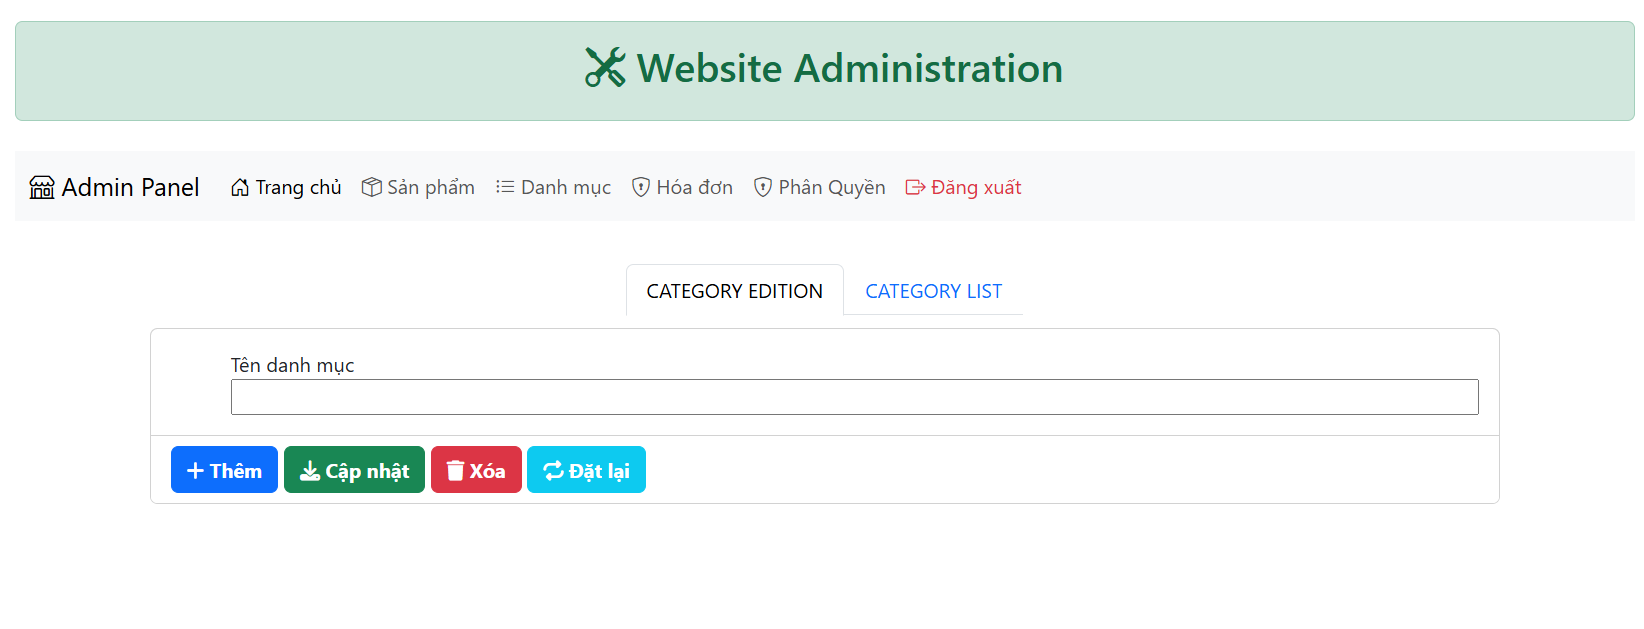 Website Administration
Admin Panel Trang chủ Sản phẩm Danh mục Hóa đơn Phân Quyền Đăng xuất
CATEGORY EDITION CATEGORY LIST
Tên danh mục
Thêm Cập nhật Xóa Đặt lại